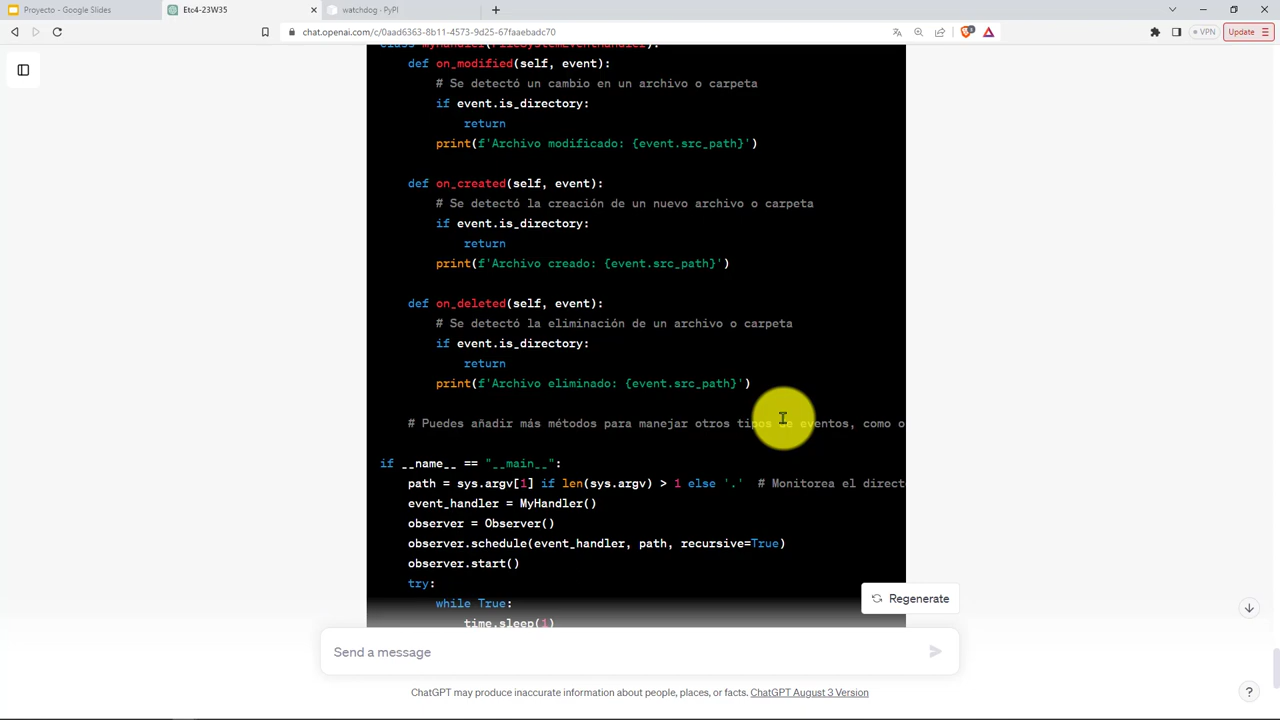 Proyecto - Google Slides
Etc4-23W35
watchdog - PyPI
chat.openai.com/c/0aad6363-8b11-4573-9d25-67faaebadc70
VPN
Update
class MyHandler(FileSystemEventHandler):
def on_modified(self, event):
# Se detectó un cambio en un archivo o carpeta
if event.is_directory:
return
print(f'Archivo modificado: {event.src_path}')
def on_created(self, event):
# Se detectó la creación de un nuevo archivo o carpeta
if event.is_directory:
return
print(f'Archivo creado: {event.src_path}')
def on_deleted(self, event):
# Se detectó la eliminación de un archivo o carpeta
if event.is_directory:
return
print(f'Archivo eliminado: {event.src_path}')
# Puedes añadir más métodos para manejar otros tipos de eventos, como o
if __name__ == "__main__":
path = sys.argv[1] if len(sys.argv) > 1 else '.'  # Monitorea el direct
event_handler = MyHandler()
observer = Observer()
observer.schedule(event_handler, path, recursive=True)
observer.start()
try:
while True:
time.sleep(1)
Regenerate
Send a message
ChatGPT may produce inaccurate information about people, places, or facts. ChatGPT August 3 Version
?